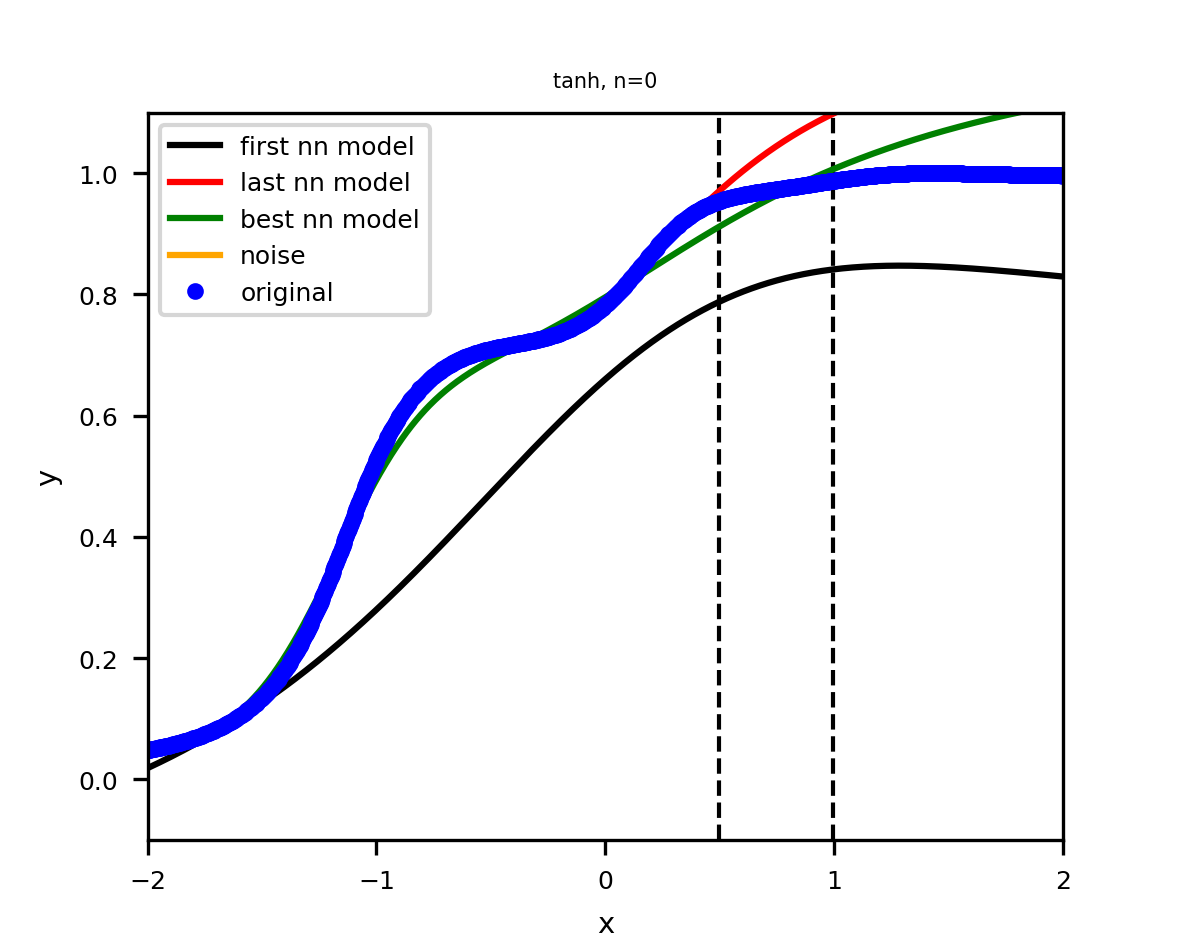 tanh, n=0
first nn model
last nn model
best nn model
noise
original
1.0
0.8
0.6
0.4
0.2
0.0
y
−2 −1 0 1 2
x